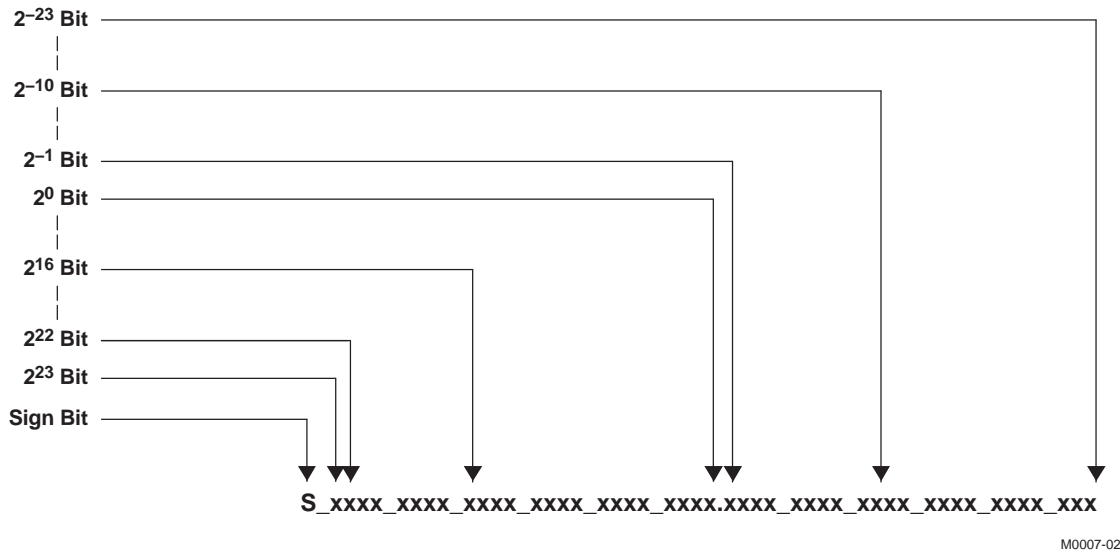 2–23 Bit
2–10 Bit
2–1 Bit
20 Bit
216 Bit
222 Bit
223 Bit
Sign Bit
S_xxxx_xxxx_xxxx_xxxx_xxxx_xxxx.xxxx_xxxx_xxxx_xxxx_xxxx_xxx
M0007-02